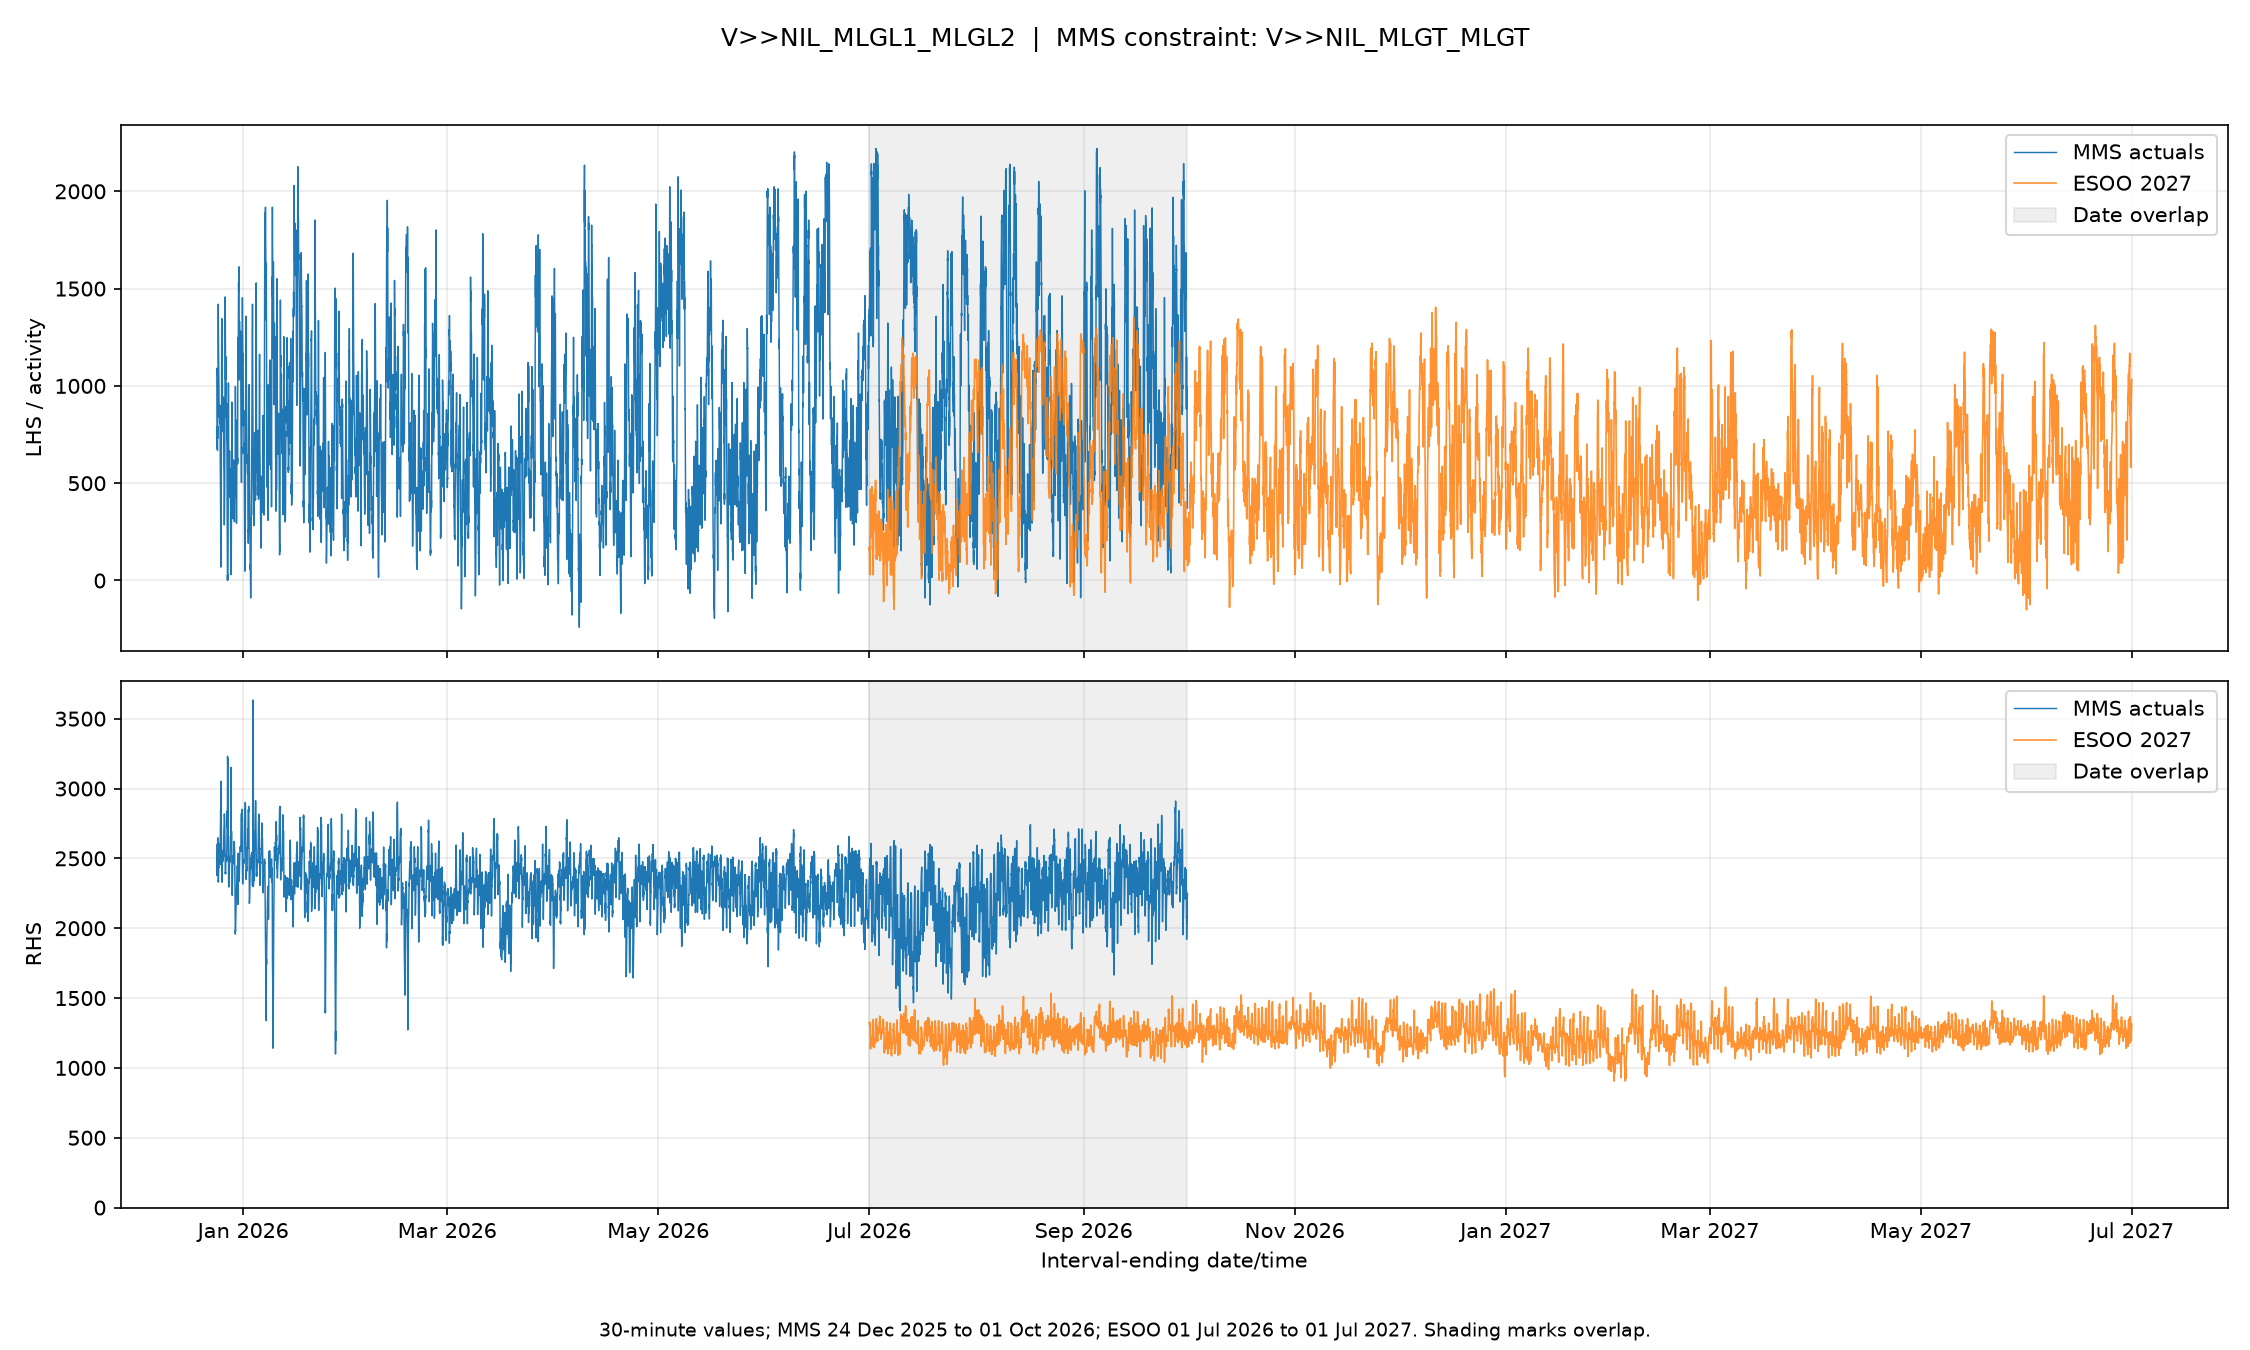 V>>NIL_MLGL1_MLGL2 | MMS constraint: V>>NIL_MLGT_MLGT
LHS / activity
2000
1500
1000
500
0
MMS actuals
ESOO 2027
Date overlap
RHS
3500
3000
2500
2000
1500
1000
500
0
MMS actuals
ESOO 2027
Date overlap
Jan 2026 Mar 2026 May 2026 Jul 2026 Sep 2026 Nov 2026 Jan 2027 Mar 2027 May 2027 Jul 2027
Interval-ending date/time
30-minute values; MMS 24 Dec 2025 to 01 Oct 2026; ESOO 01 Jul 2026 to 01 Jul 2027. Shading marks overlap.